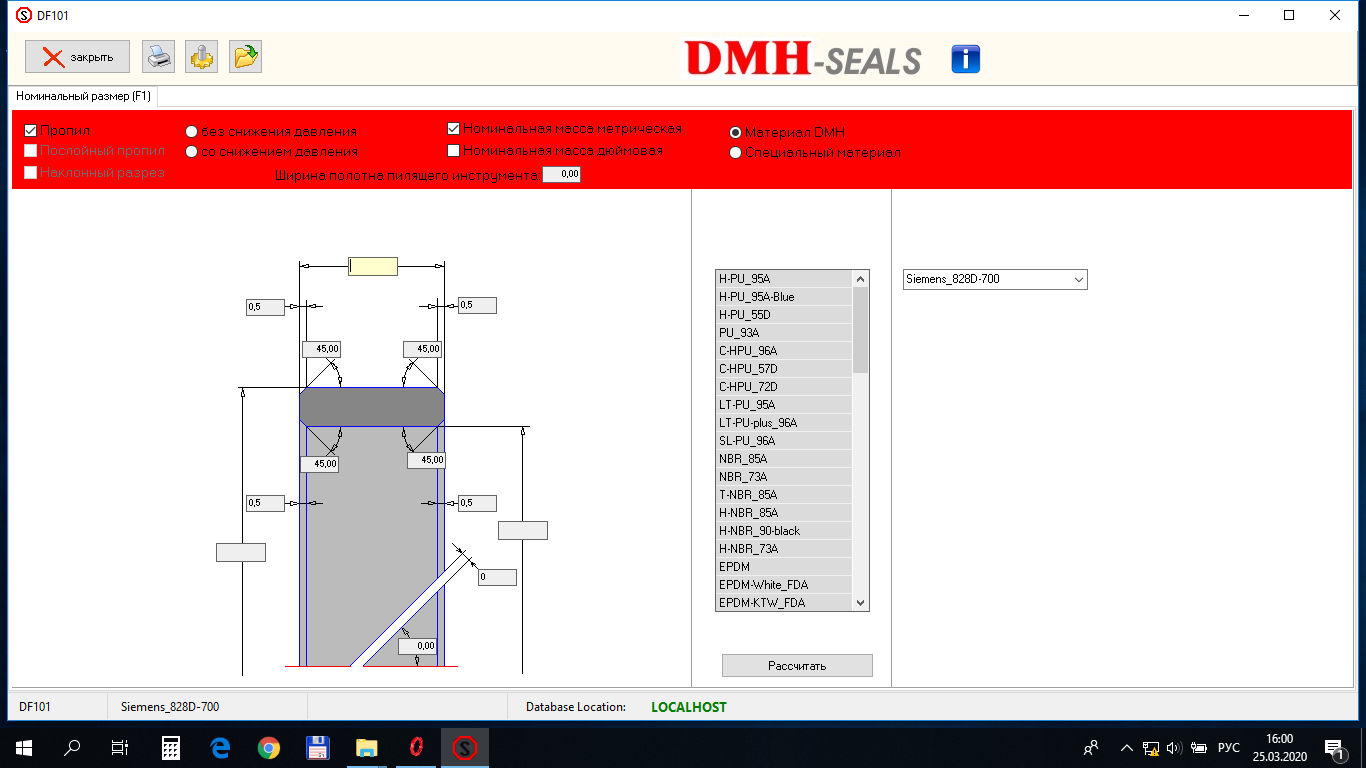 DF101
закрыть
DMH-SEALS
i
Номинальный размер (F1)
Пропил
без снижения давления
Номинальная масса метрическая
Материал DMH
Послойный пропил
со снижением давления
Номинальная масса дюймовая
Специальный материал
Наклонный разрез
Ширина полотна пилящего инструмента
0,00
0,5
0,5
45,00
45,00
45,00
45,00
0,5
0,5
0
0,00
H-PU_95A
H-PU_95A-Blue
H-PU_55D
PU_93A
C-HPU_96A
C-HPU_57D
C-HPU_72D
LT-PU_95A
LT-PU-plus_96A
SL-PU_96A
NBR_85A
NBR_73A
T-NBR_85A
H-NBR_85A
H-NBR_90-black
H-NBR_73A
EPDM
EPDM-White_FDA
EPDM-KTW_FDA
Рассчитать
Siemens_828D-700
DF101
Siemens_828D-700
Database Location:
LOCALHOST
РУС
16:00
25.03.2020
1